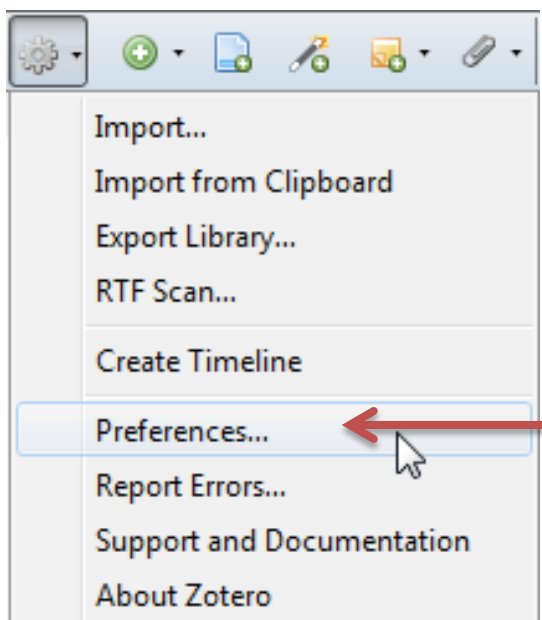 Import...
Import from Clipboard
Export Library...
RTF Scan...
Create Timeline
Preferences...
Report Errors...
Support and Documentation
About Zotero